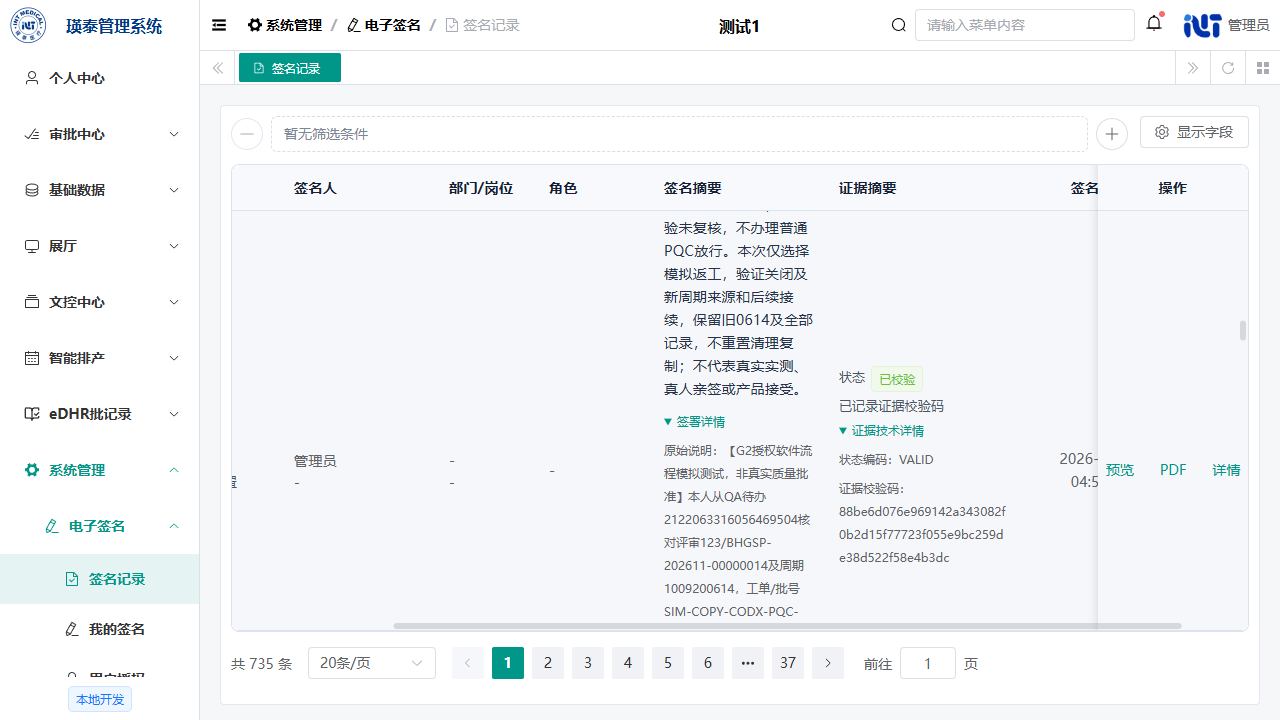 瑛泰管理系统
系统管理 / 电子签名 / 签名记录
测试1
请输入菜单内容
管理员
个人中心
审批中心
基础数据
展厅
文控中心
智能排产
eDHR批记录
系统管理
电子签名
签名记录
我的签名
本地开发
签名记录
暂无筛选条件
显示字段
签名人
部门/岗位
角色
签名摘要
证据摘要
签名
操作
管理员
-
-
-
-
验未复核，不办理普通
PQC放行。本次仅选择
模拟返工，验证关闭及
新周期来源和后续接
续，保留旧0614及全部
记录，不重置清理复
制；不代表真实实测、
真人亲签或产品接受。
▼ 签署详情
原始说明：【G2授权软件流
程模拟测试，非真实质量批
准】本人从QA待办
2122063316056469504核
对评审123/BHGSP-
202611-00000014及周期
1009200614，工单/批号
SIM-COPY-CODX-PQC-
状态 已校验
已记录证据校验码
▼ 证据技术详情
状态编码：VALID
证据校验码：
88be6d076e969142a343082f
0b2d15f77723f055e9bc259d
e38d522f58e4b3dc
2026-
04:5
预览
PDF
详情
共 735 条
20条/页
1
2
3
4
5
6
•••
37
前往
1
页